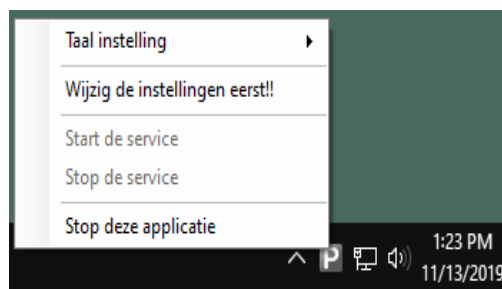 Taal instelling
Wijzig de instellingen eerst!!
Start de service
Stop de service
Stop deze applicatie
P
1:23 PM
11/13/2019